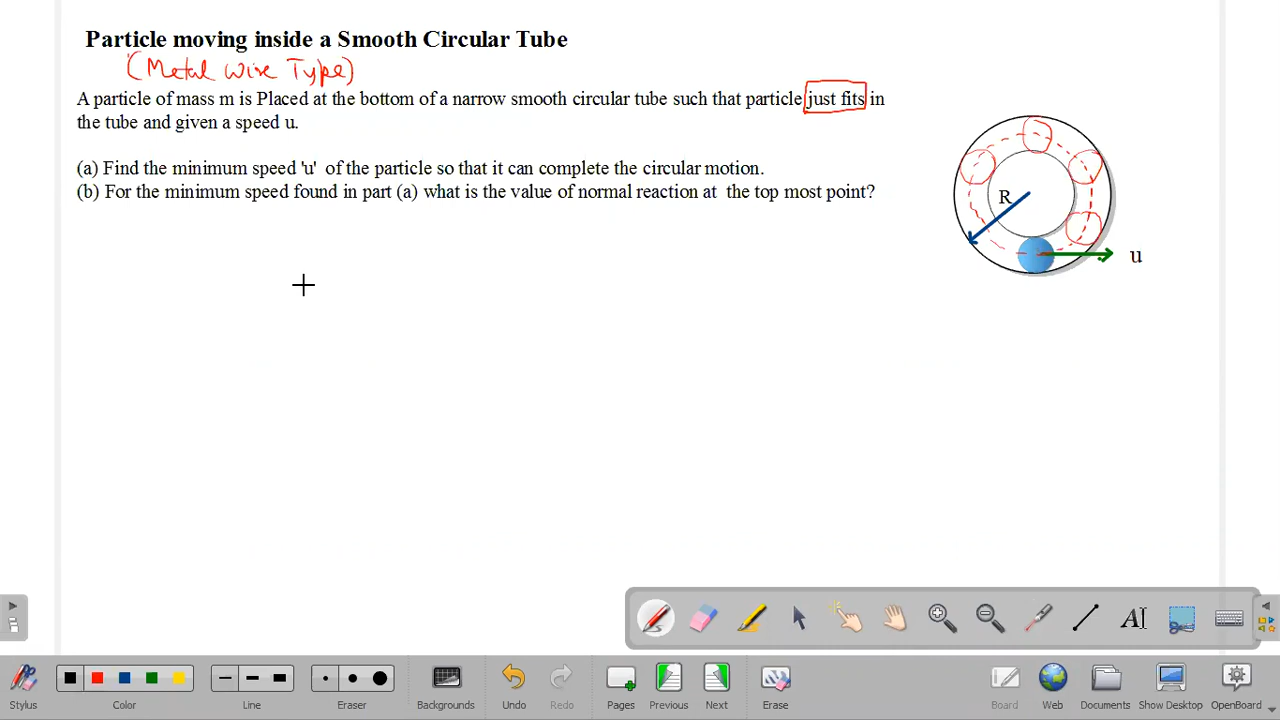 Particle moving inside a Smooth Circular Tube
(Metal wire Type)
A particle of mass m is Placed at the bottom of a narrow smooth circular tube such that particle just fits in
the tube and given a speed u.
(a) Find the minimum speed 'u' of the particle so that it can complete the circular motion.
(b) For the minimum speed found in part (a) what is the value of normal reaction at the top most point?
R
u
AI
Stylus
Color
Line
Eraser
Backgrounds
Undo
Redo
Pages
Previous
Next
Erase
Board
Web
Documents
Show Desktop
OpenBoard